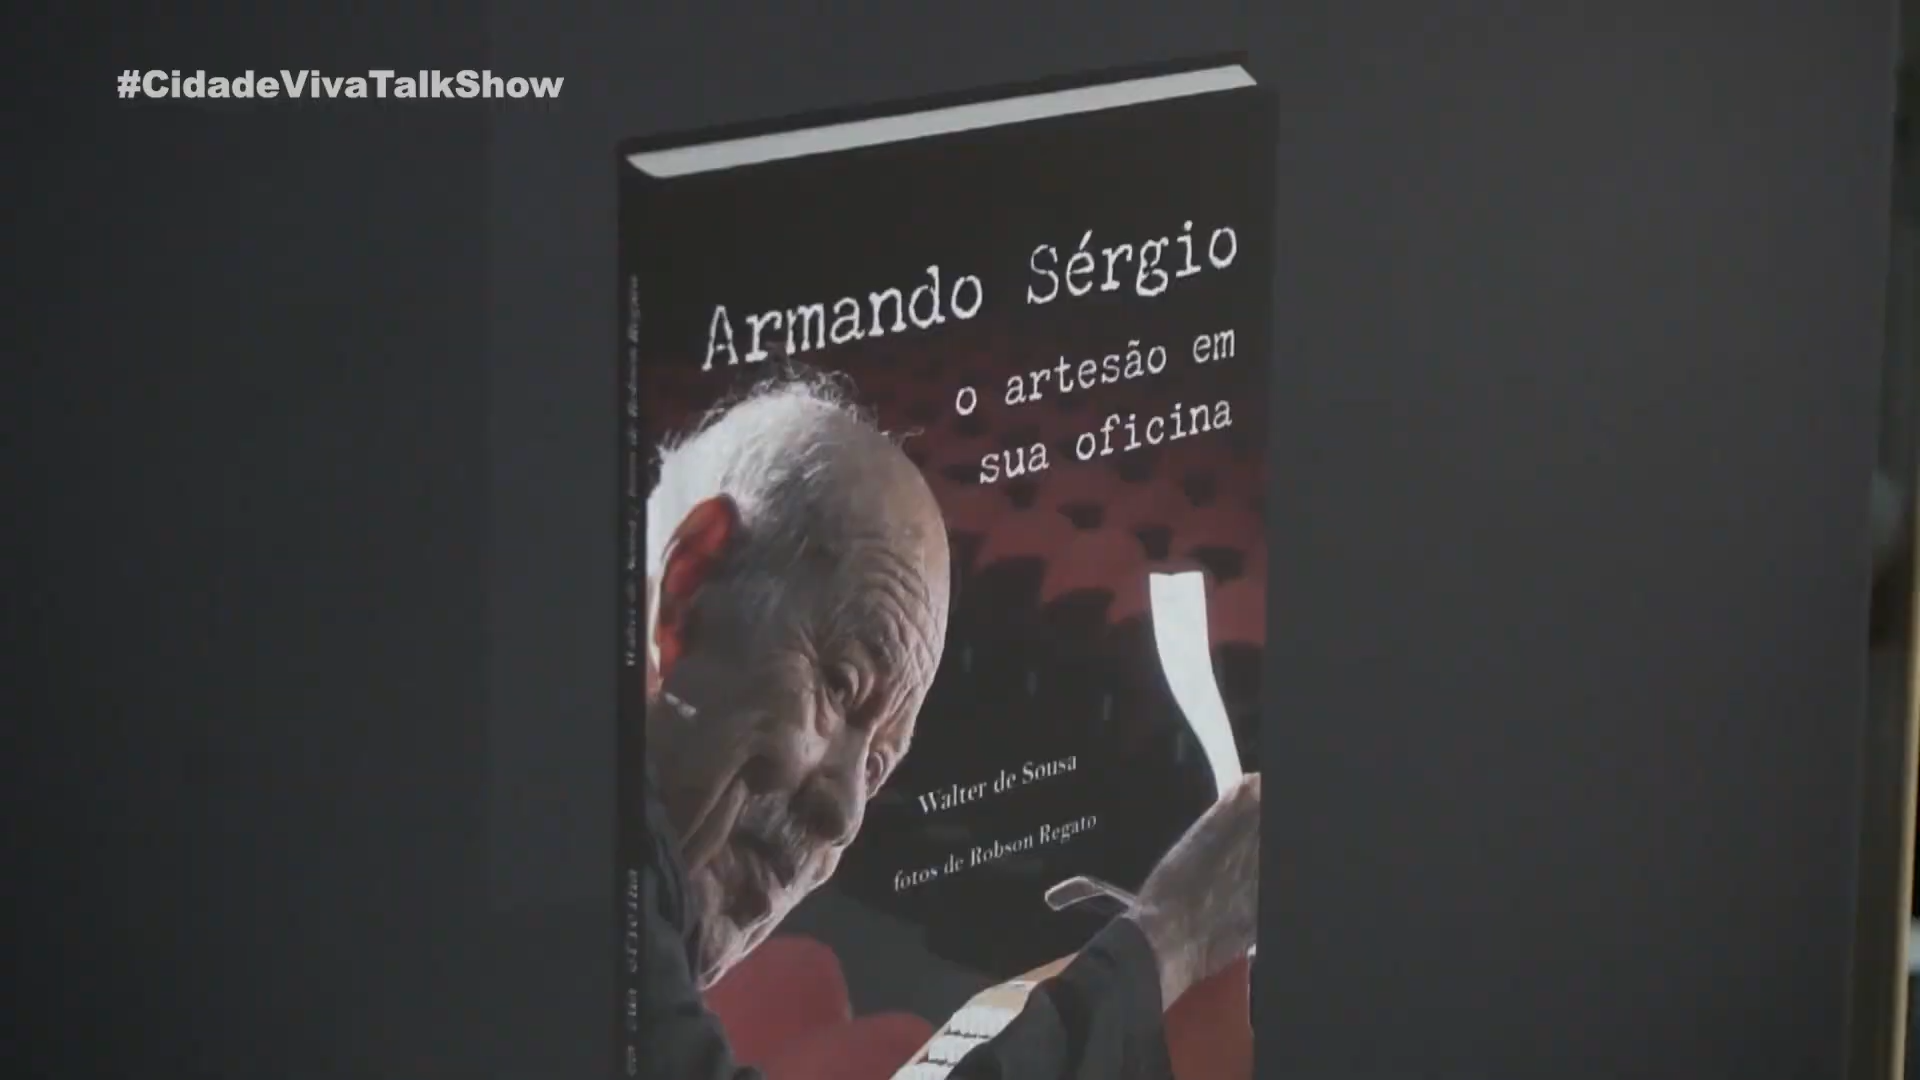 #CidadeVivaTalkShow
Armando Sérgio
o artesão em
sua oficina
Walter de Sousa
fotos de Robson Regato